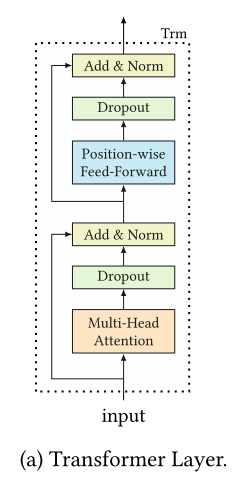 Trm
Add & Norm
Dropout
Position-wise
Feed-Forward
Add & Norm
Dropout
Multi-Head
Attention
input
(a) Transformer Layer.